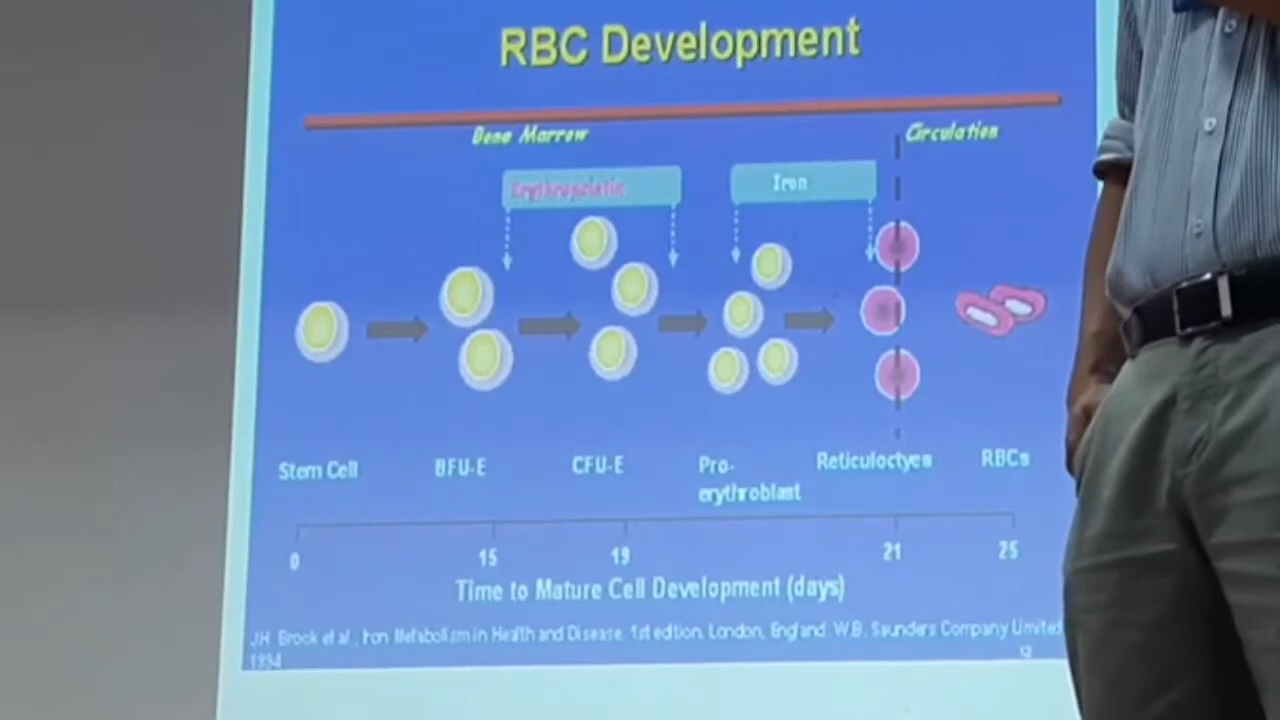 RBC Development
Bone Marrow
Circulation
Erythropoietin
Iron
Stem Cell
BFU-E
CFU-E
Pro-
erythroblast
Reticuloctyes
RBCs
0
15
19
21
25
Time to Mature Cell Development (days)
J.H. Brock et al., Iron Metabolism in Health and Disease. 1st edition. London, England. W.B. Saunders Company Limited
1994